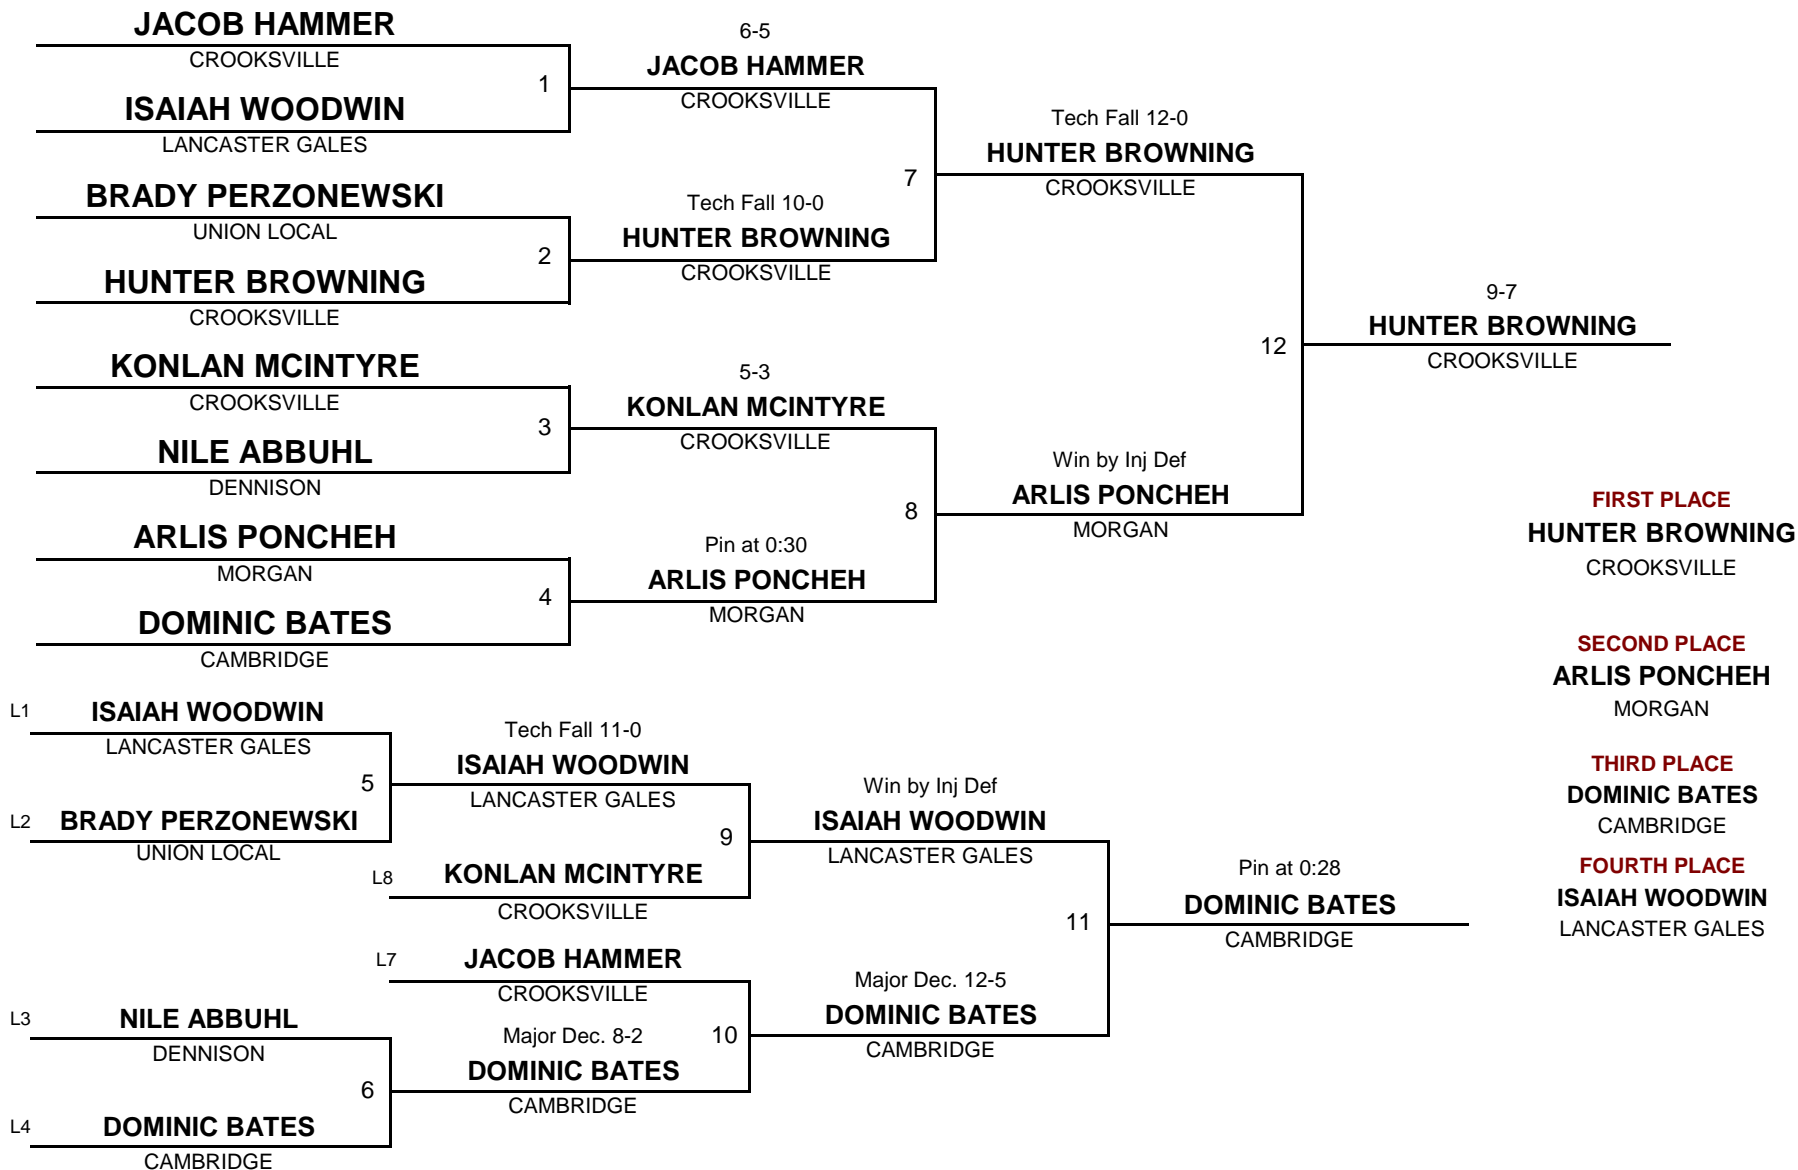 JACOB HAMMER
CROOKSVILLE
1
ISAIAH WOODWIN
LANCASTER GALES
BRADY PERZONEWSKI
UNION LOCAL
2
HUNTER BROWNING
CROOKSVILLE
KONLAN MCINTYRE
CROOKSVILLE
3
NILE ABBUHL
DENNISON
ARLIS PONCHEH
MORGAN
4
DOMINIC BATES
CAMBRIDGE
6-5
JACOB HAMMER
CROOKSVILLE
7
Tech Fall 10-0
HUNTER BROWNING
CROOKSVILLE
5-3
KONLAN MCINTYRE
CROOKSVILLE
8
Pin at 0:30
ARLIS PONCHEH
MORGAN
Tech Fall 12-0
HUNTER BROWNING
CROOKSVILLE
12
Win by Inj Def
ARLIS PONCHEH
MORGAN
9-7
HUNTER BROWNING
CROOKSVILLE
L1
ISAIAH WOODWIN
LANCASTER GALES
5
L2
BRADY PERZONEWSKI
UNION LOCAL
L3
NILE ABBUHL
DENNISON
6
L4
DOMINIC BATES
CAMBRIDGE
Tech Fall 11-0
ISAIAH WOODWIN
LANCASTER GALES
9
L8
KONLAN MCINTYRE
CROOKSVILLE
L7
JACOB HAMMER
CROOKSVILLE
10
Major Dec. 8-2
DOMINIC BATES
CAMBRIDGE
Win by Inj Def
ISAIAH WOODWIN
LANCASTER GALES
11
Major Dec. 12-5
DOMINIC BATES
CAMBRIDGE
Pin at 0:28
DOMINIC BATES
CAMBRIDGE
FIRST PLACE
HUNTER BROWNING
CROOKSVILLE
SECOND PLACE
ARLIS PONCHEH
MORGAN
THIRD PLACE
DOMINIC BATES
CAMBRIDGE
FOURTH PLACE
ISAIAH WOODWIN
LANCASTER GALES